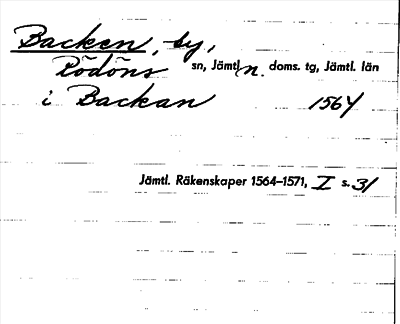 Backen, by,
Rödöns sn, Jämtl. n. doms. tg, Jämtl. län
i Backan 1564
Jämtl. Räkenskaper 1564–1571, I s. 31